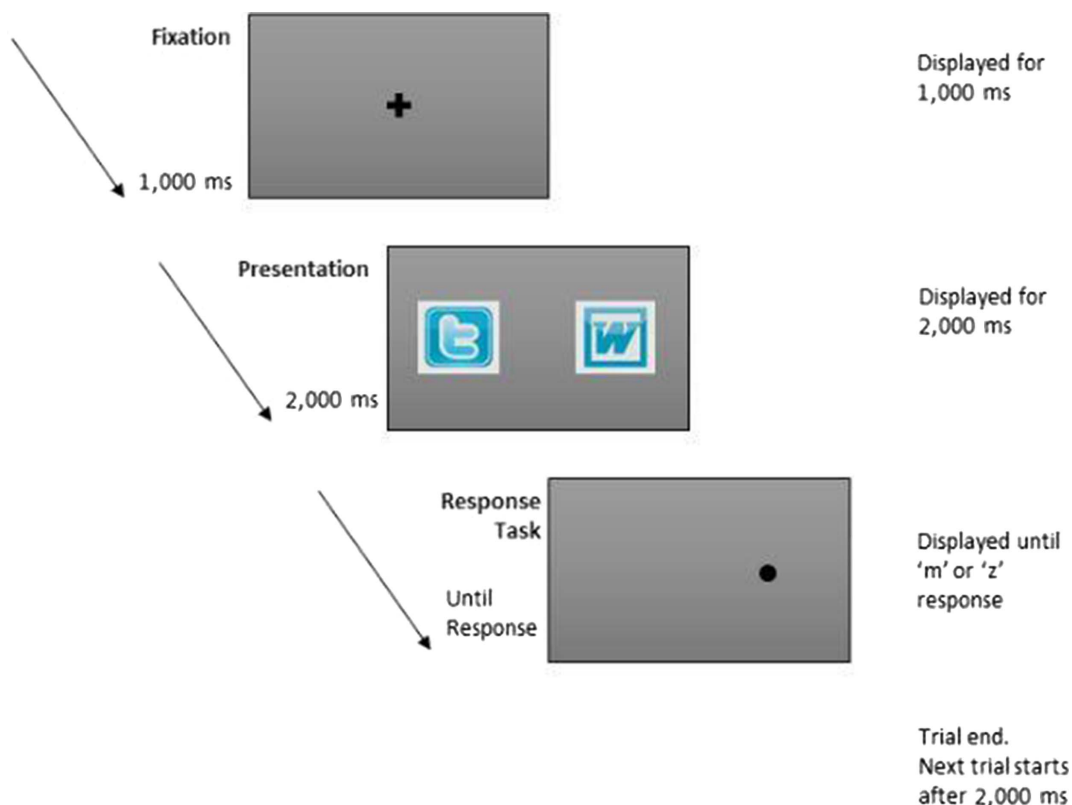 Fixation
Displayed for
1,000 ms
1,000 ms
Presentation
t
W
Displayed for
2,000 ms
2,000 ms
Response
Task
Until
Response
Displayed until
‘m’ or ‘z’
response
Trial end.
Next trial starts
after 2,000 ms